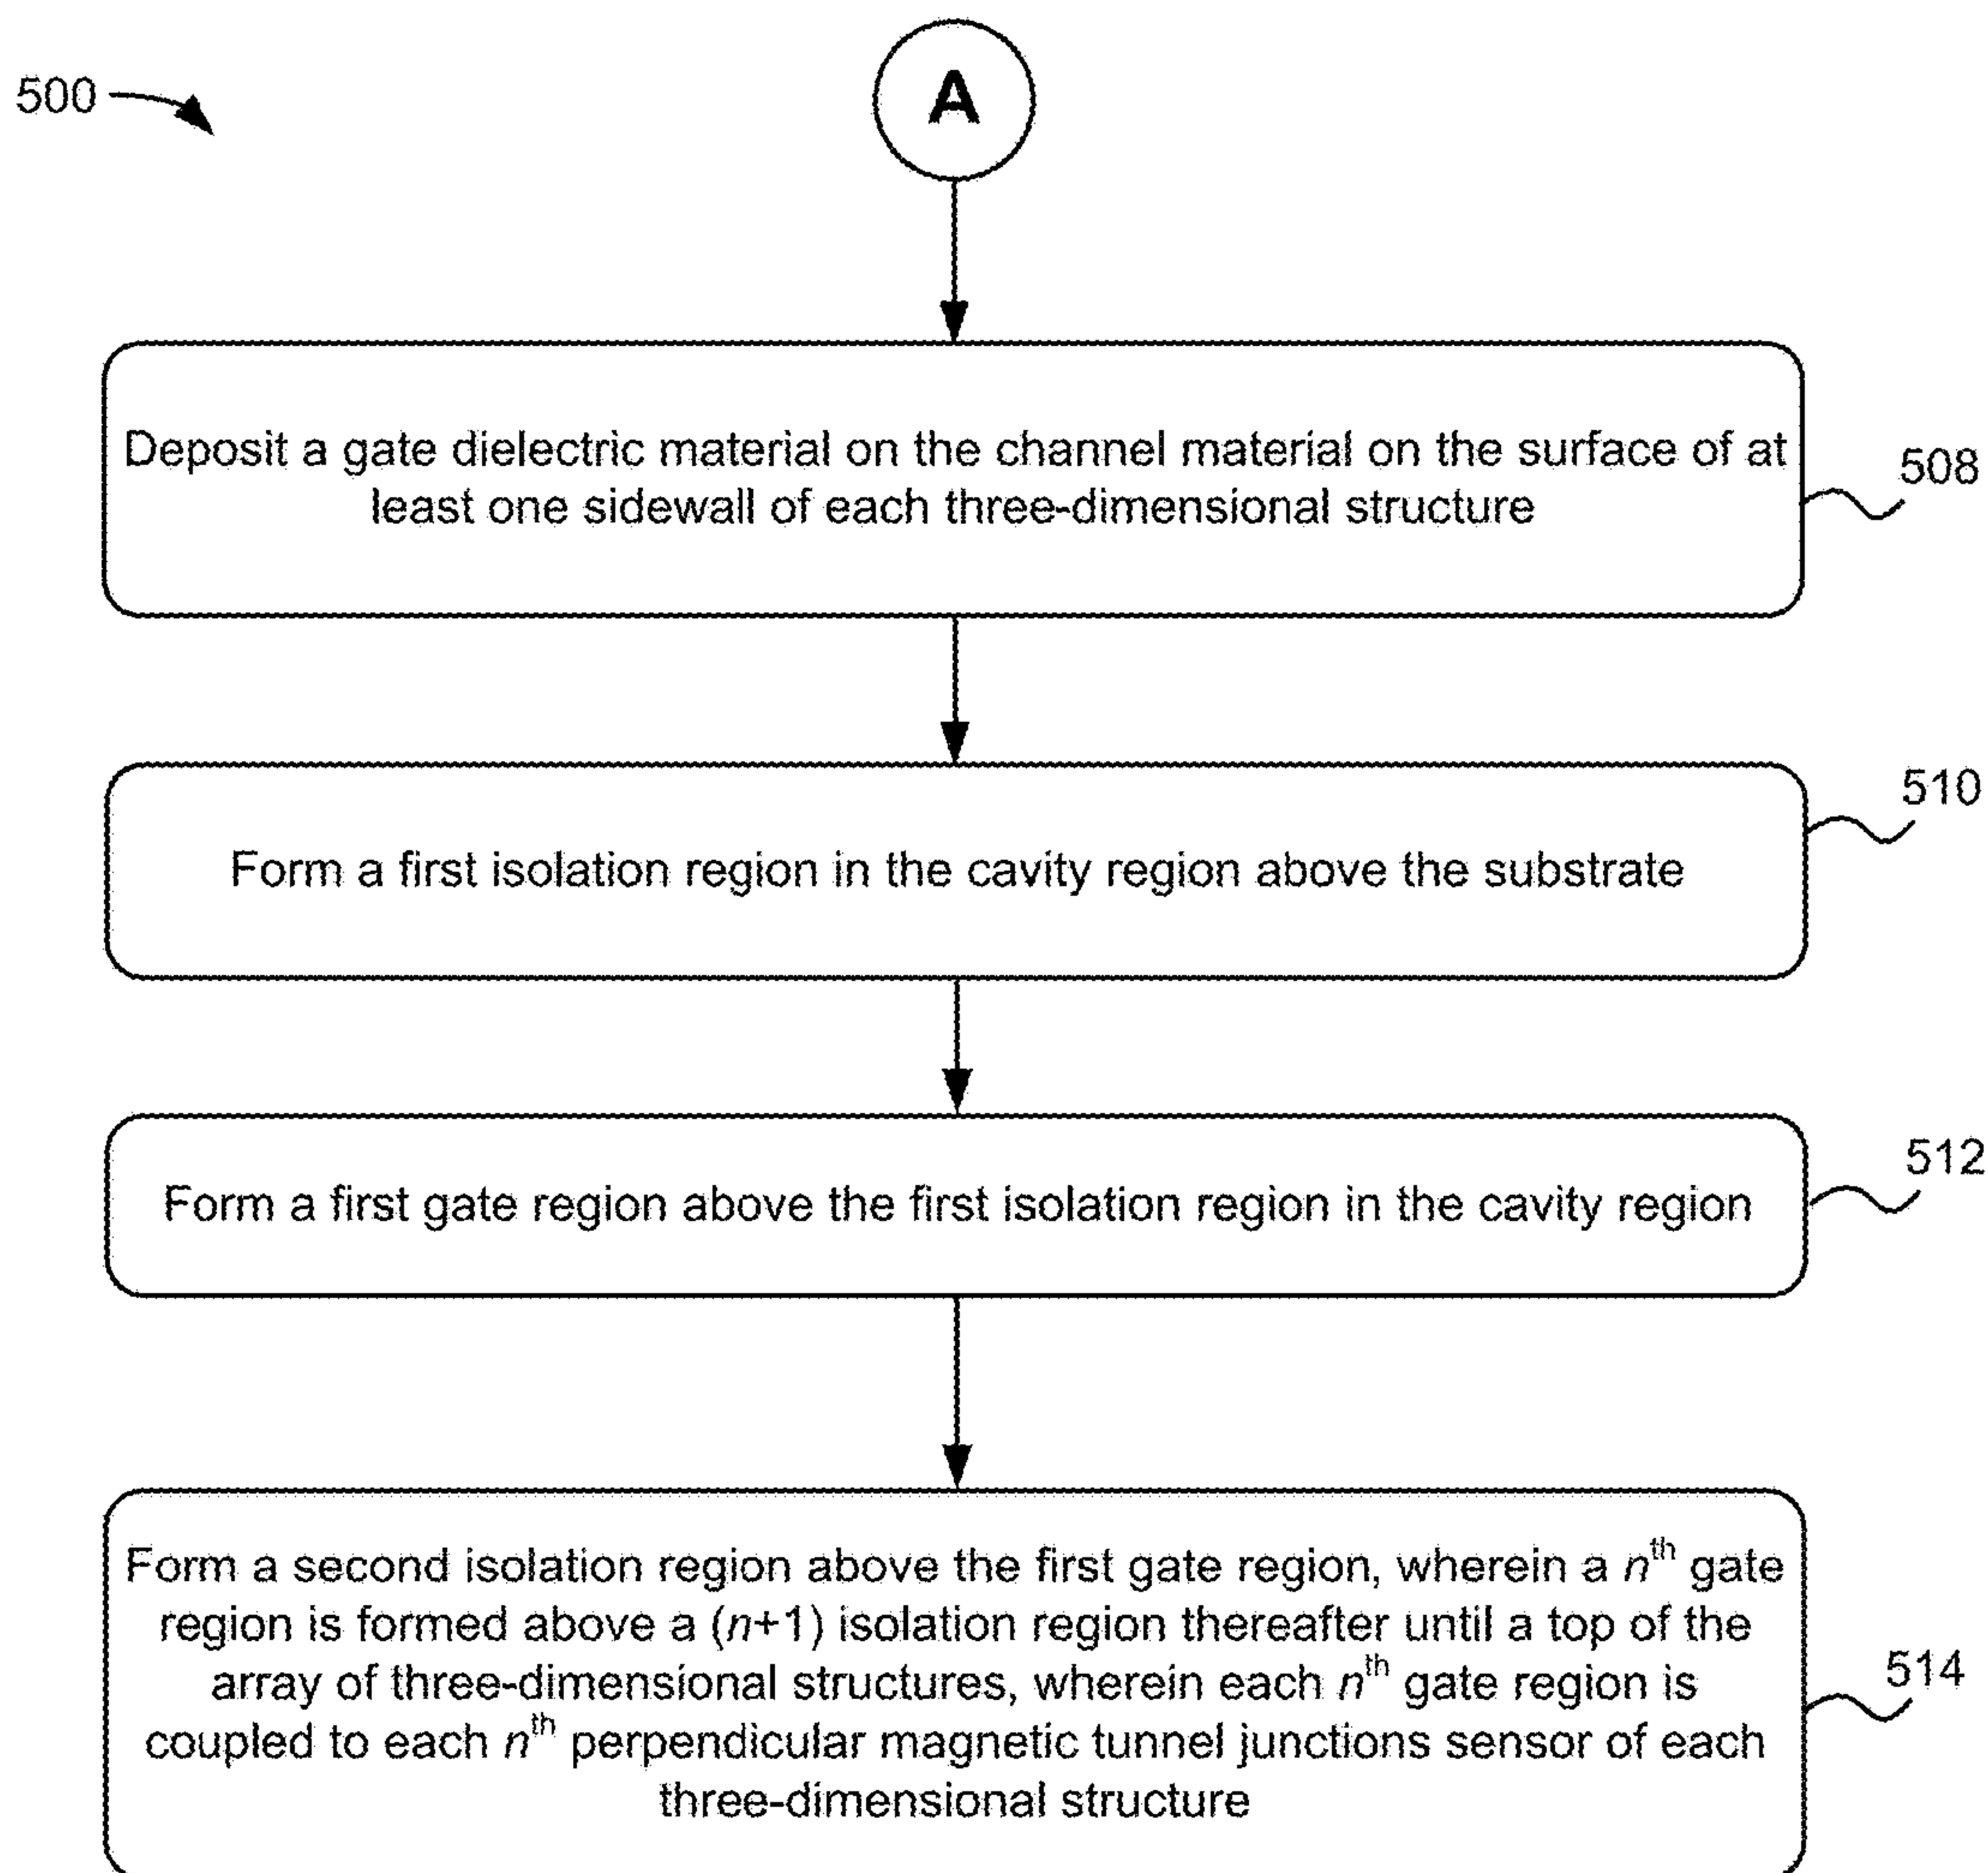 500
A
Deposit a gate dielectric material on the channel material on the surface of at
least one sidewall of each three-dimensional structure
508
510
Form a first isolation region in the cavity region above the substrate
512
Form a first gate region above the first isolation region in the cavity region
Form a second isolation region above the first gate region, wherein a nth gate
region is formed above a (n+1) isolation region thereafter until a top of the
array of three-dimensional structures, wherein each nth gate region is
coupled to each nth perpendicular magnetic tunnel junctions sensor of each
three-dimensional structure
514